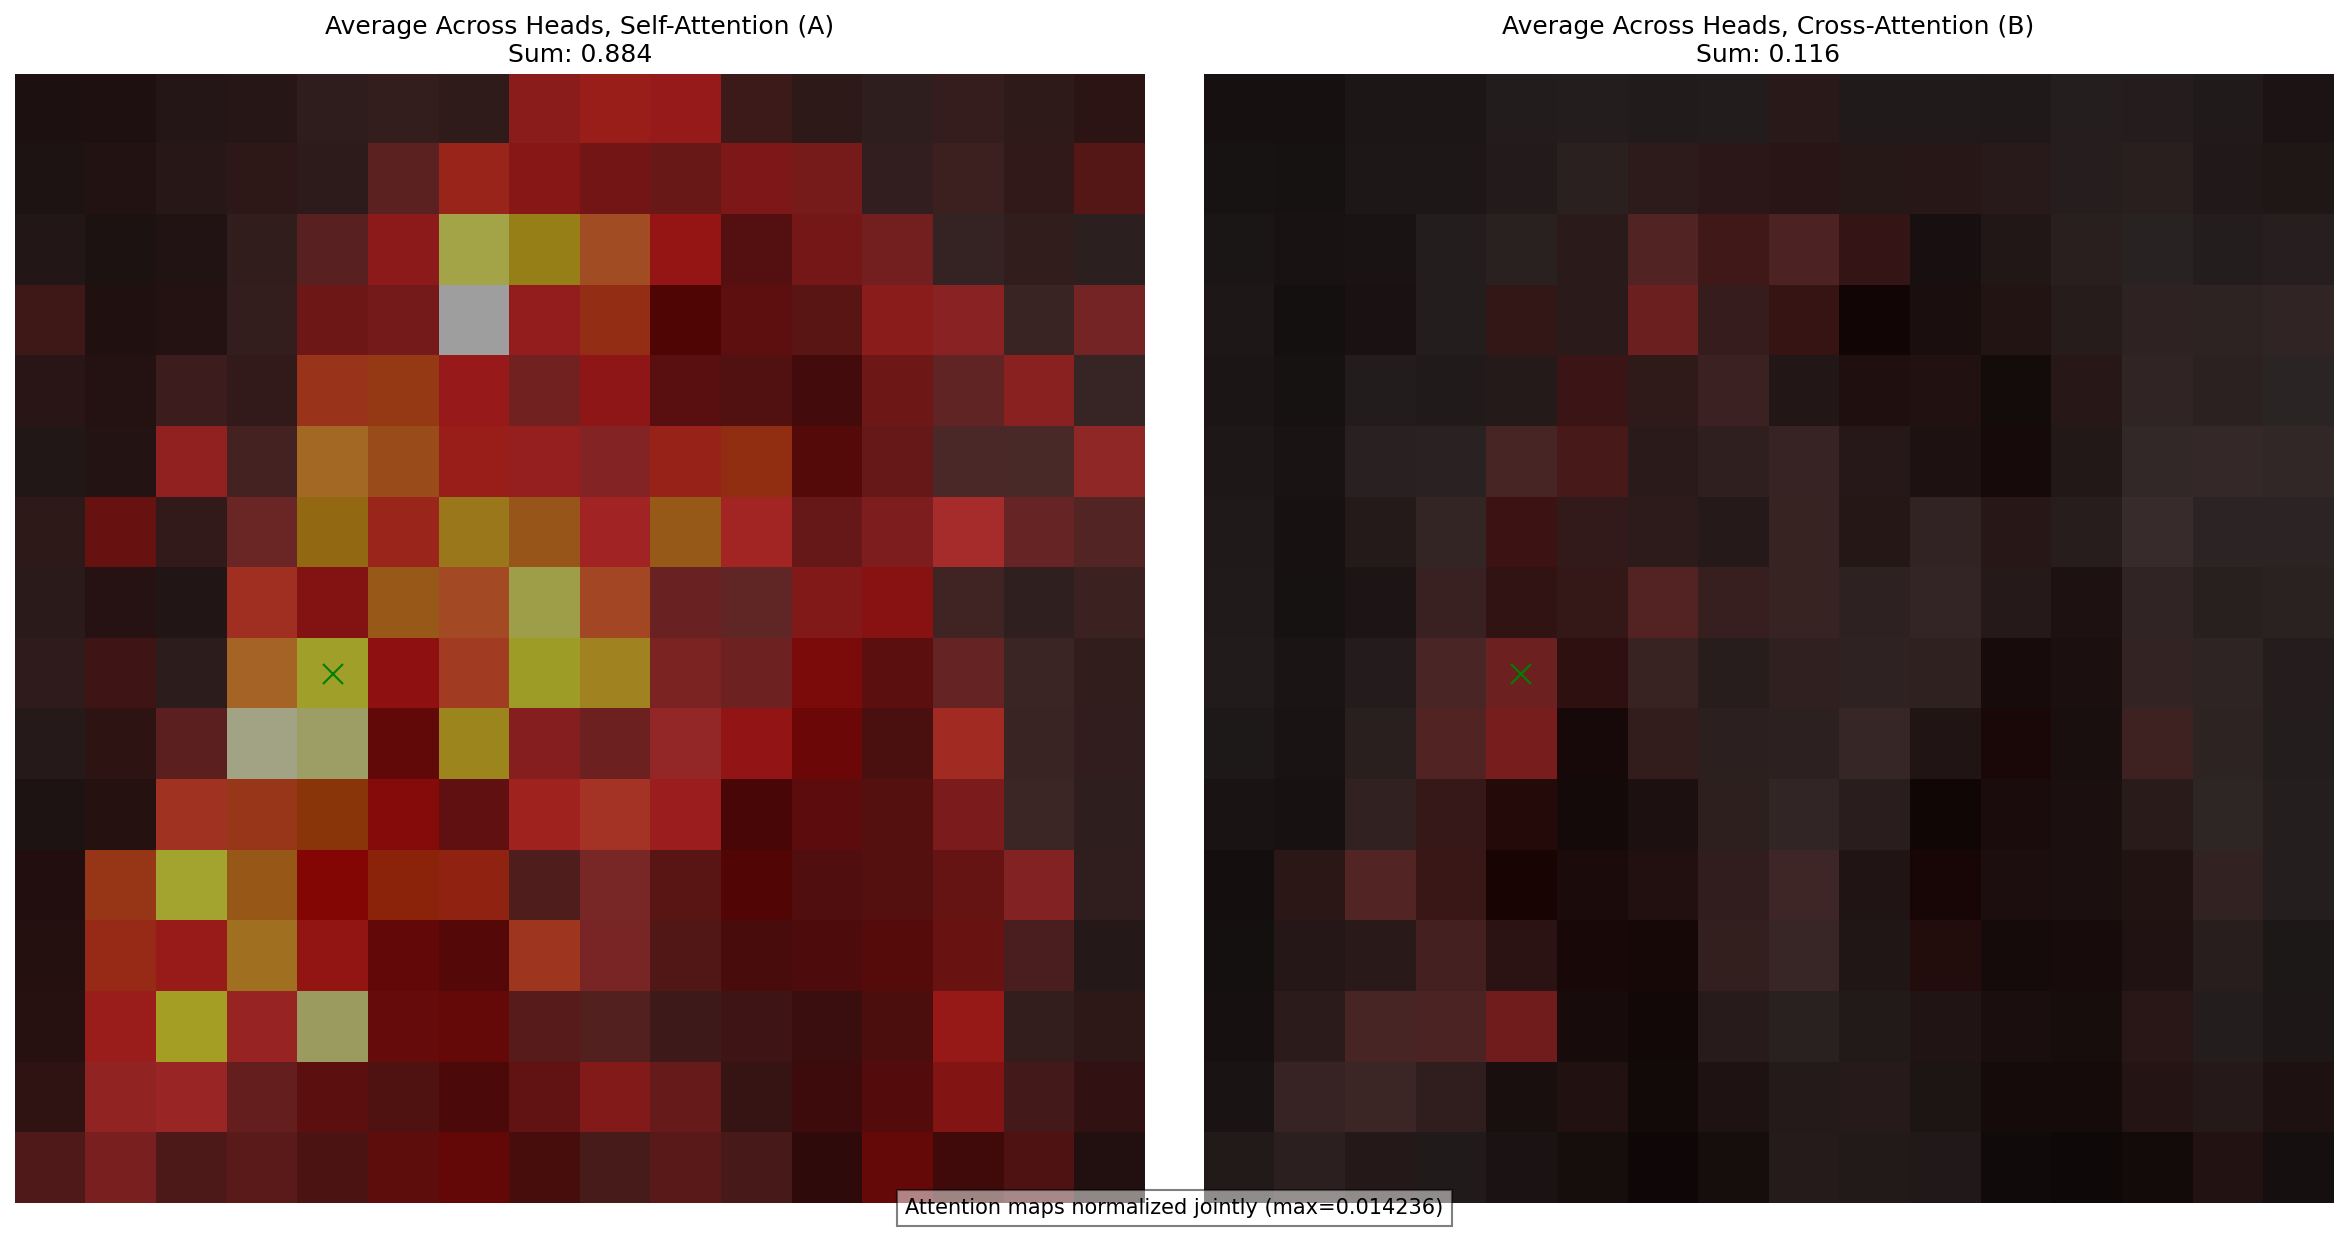 Average Across Heads, Self-Attention (A)
Sum: 0.884
Average Across Heads, Cross-Attention (B)
Sum: 0.116
Attention maps normalized jointly (max=0.014236)